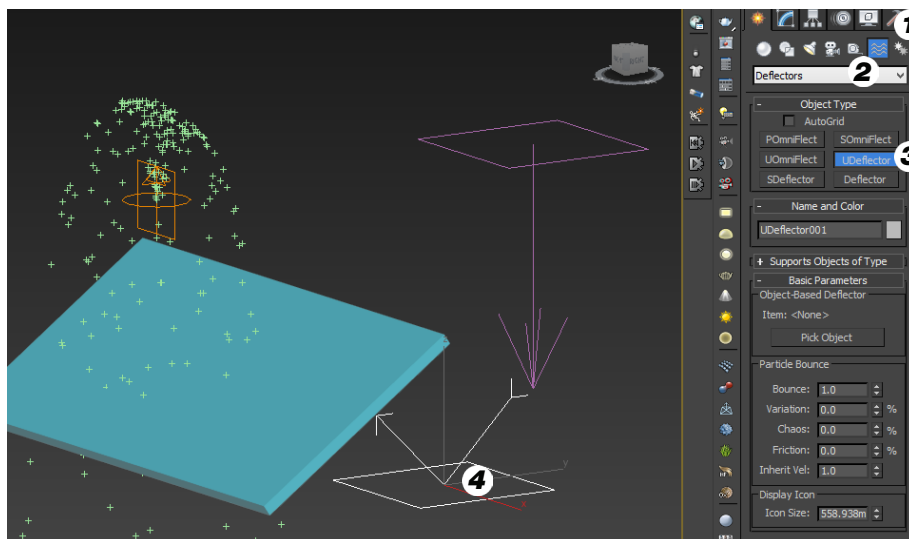 1
2
Deflectors
- Object Type
AutoGrid
POmniFlect SOmniFlect
UOmniFlect UDeflector 3
SDeflector Deflector
- Name and Color
UDeflector001
+ Supports Objects of Type
- Basic Parameters
Object-Based Deflector
Item: <None>
Pick Object
Particle Bounce
Bounce: 1.0
Variation: 0.0 %
Chaos: 0.0 %
Friction: 0.0 %
Inherit Vel: 1.0
Display Icon
Icon Size: 558.938m
4
y
x